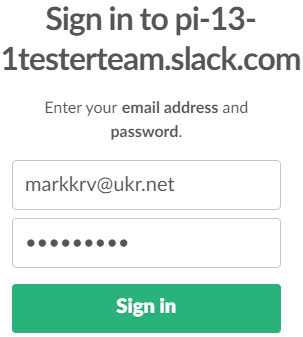 Sign in to pi-13-
1testerteam.slack.com
Enter your email address and
password.
markkrv@ukr.net
•••••••••
Sign in